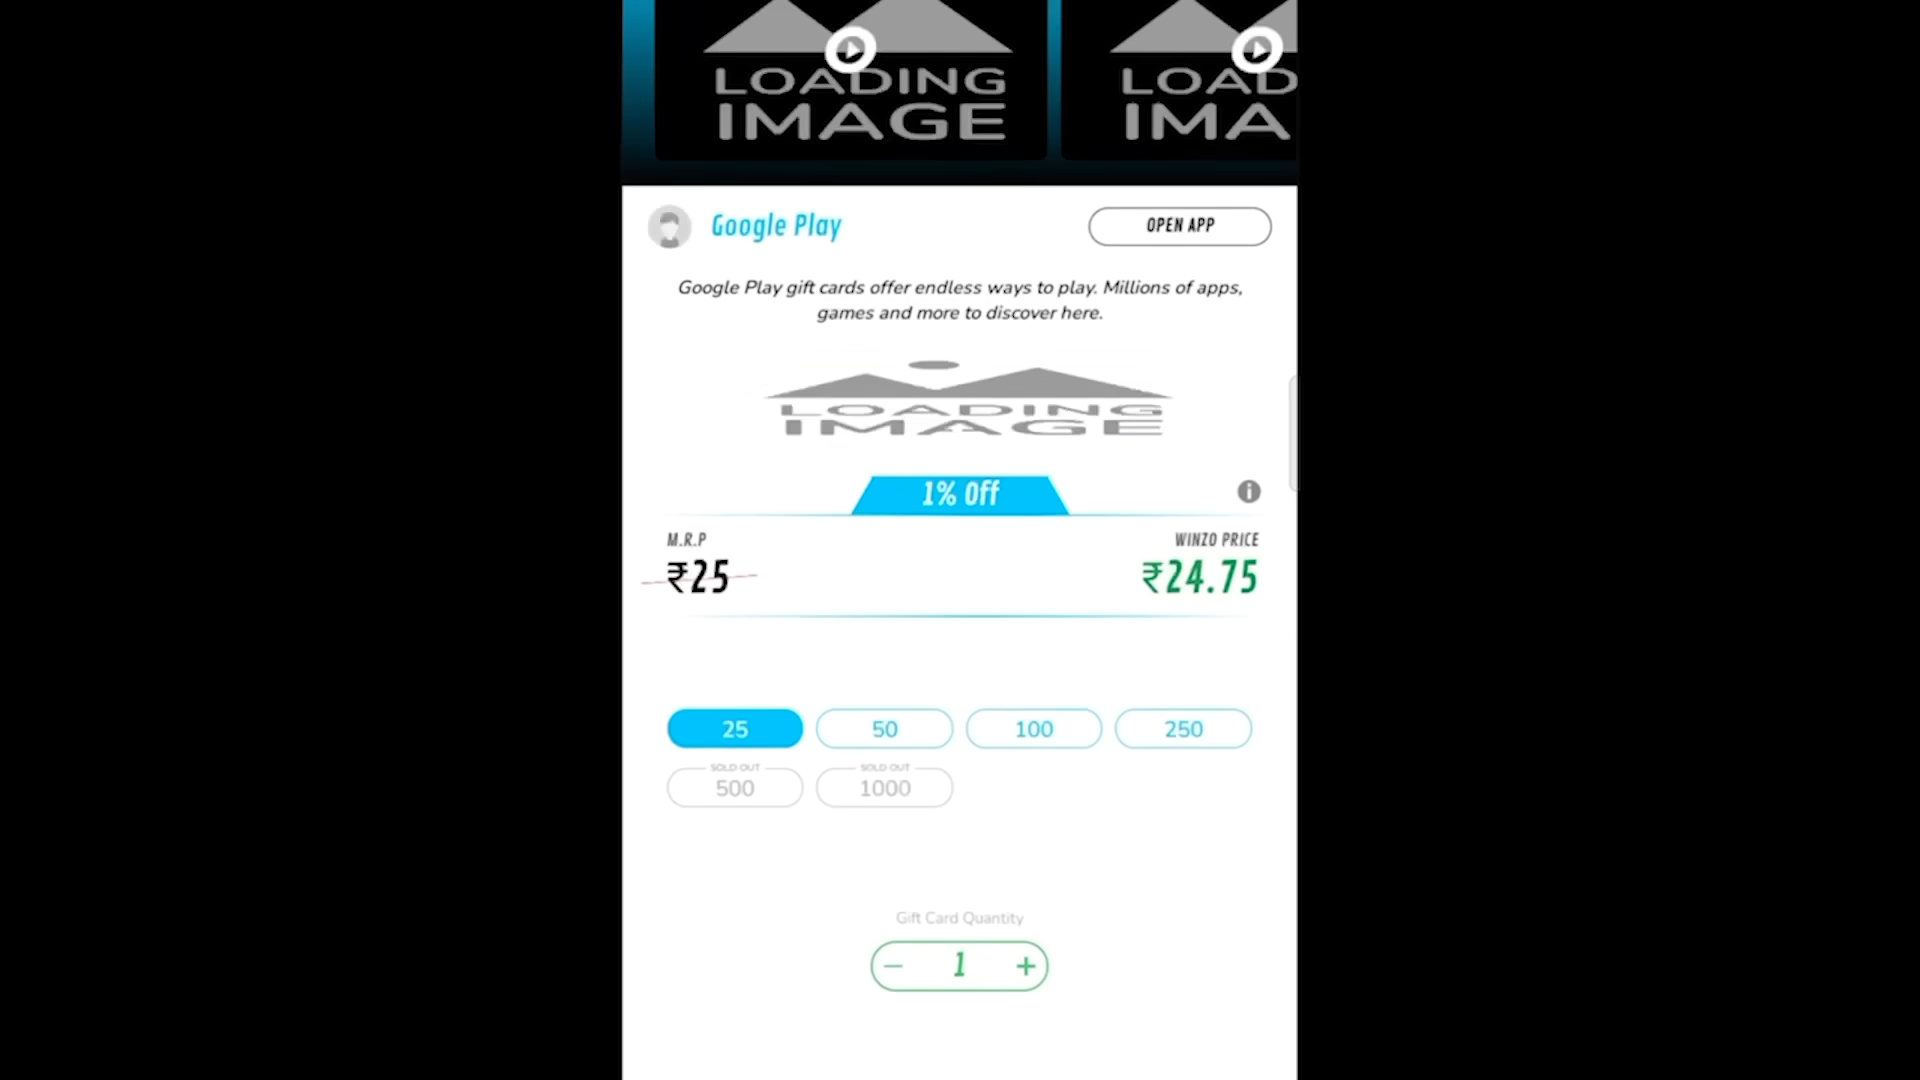 LOADING
IMAGE
LOAD
IMA
Google Play
OPEN APP
Google Play gift cards offer endless ways to play. Millions of apps,
games and more to discover here.
LOADING
IMAGE
1% Off
M.R.P
WINZO PRICE
₹25
₹24.75
25
50
100
250
SOLD OUT
SOLD OUT
500
1000
Gift Card Quantity
− 1 +